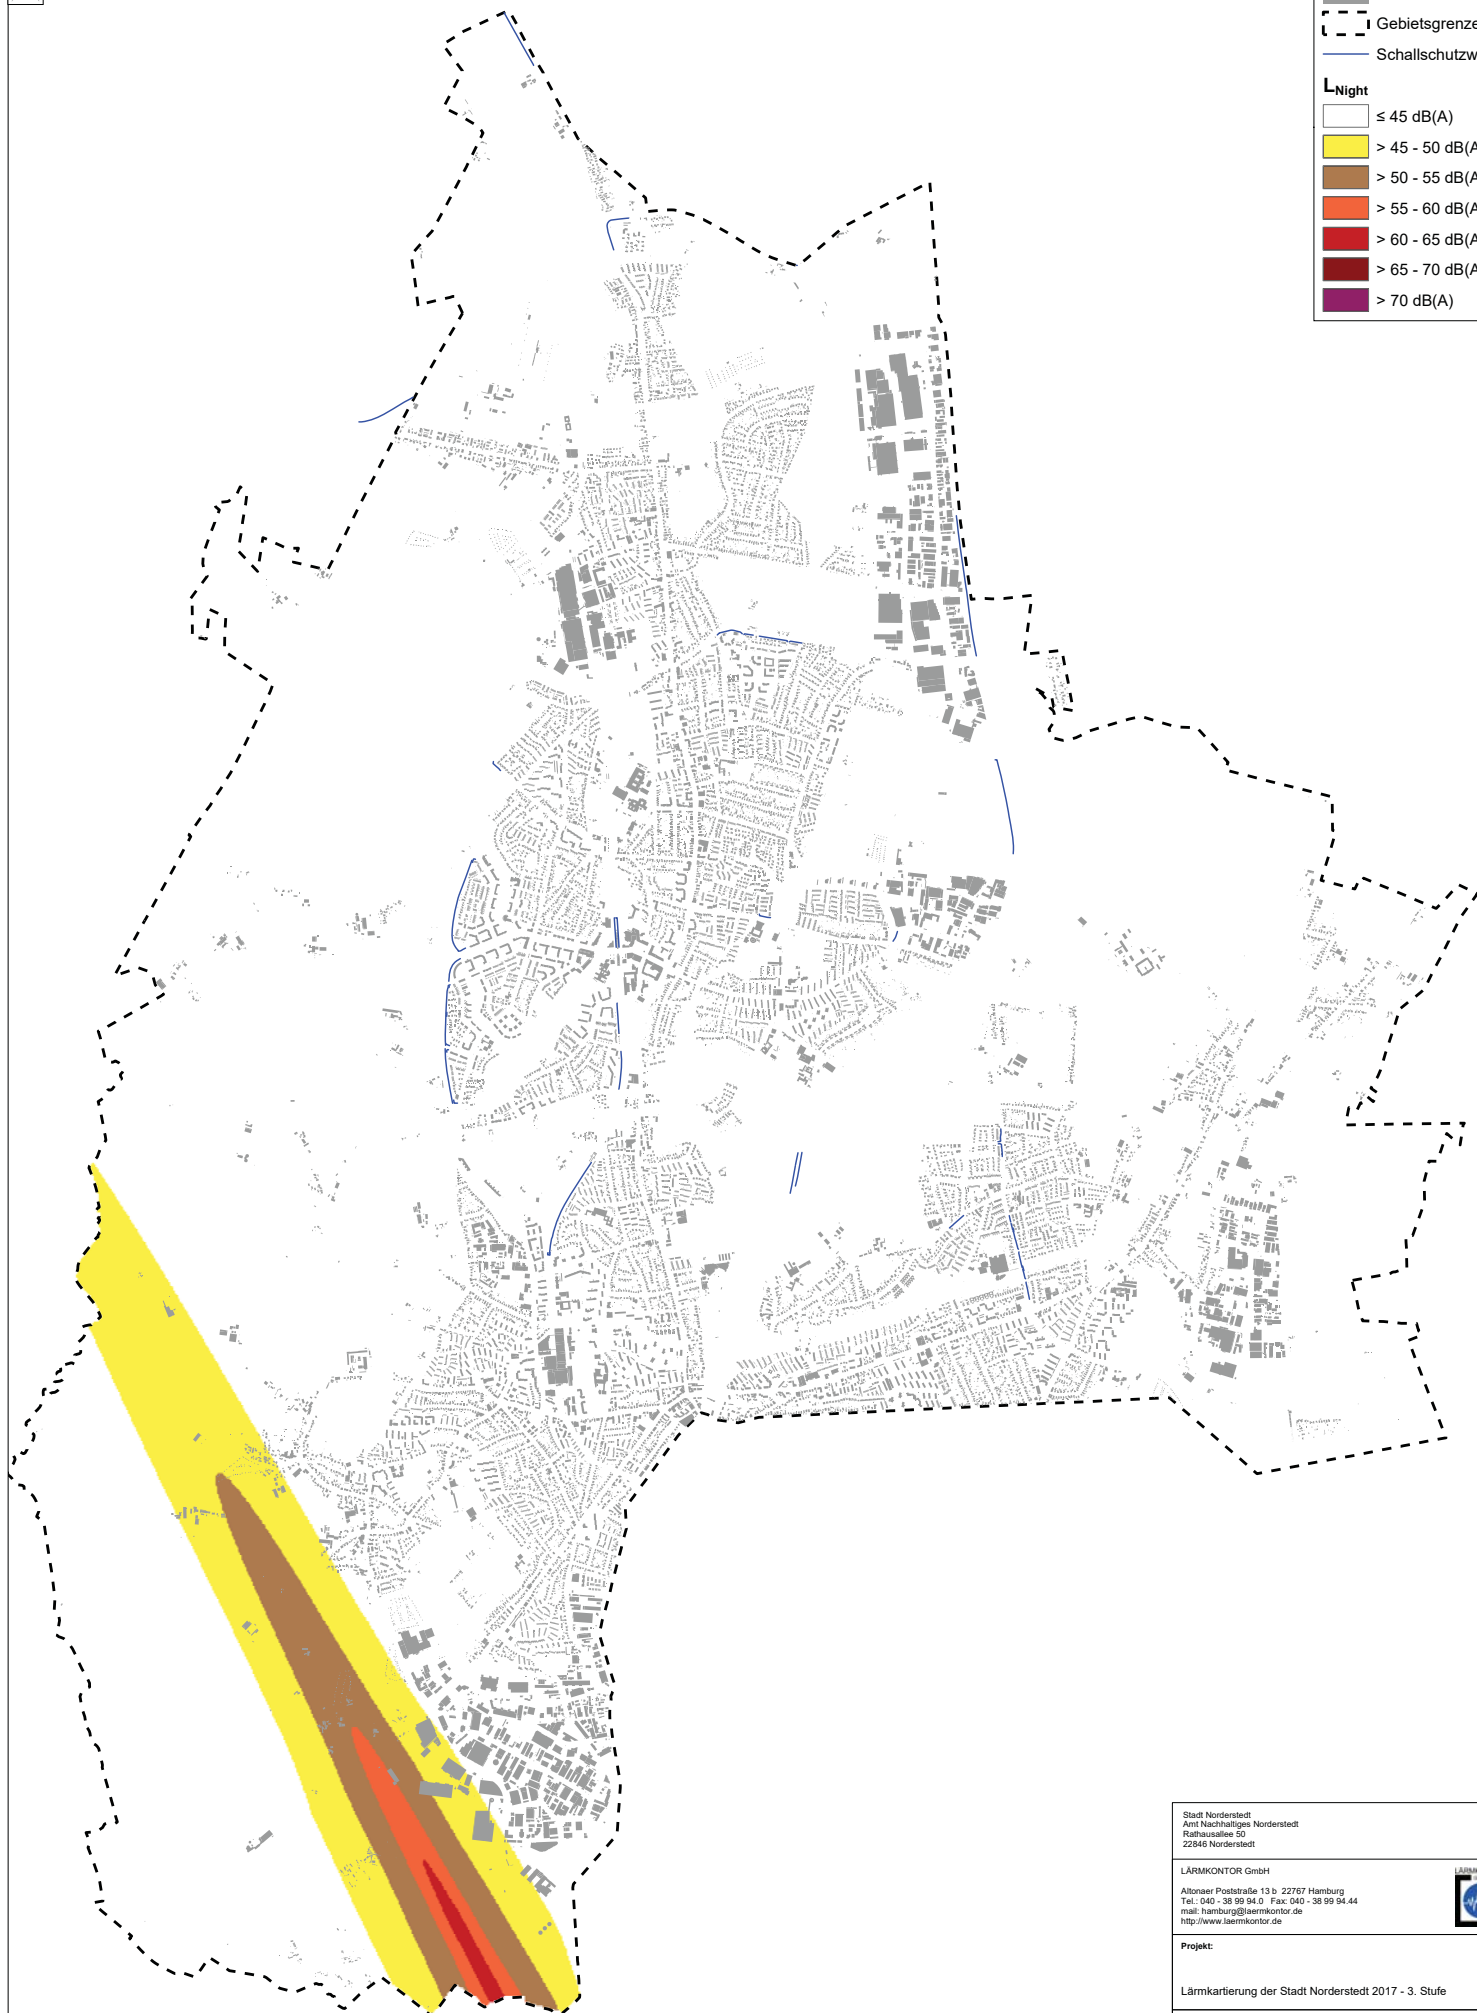 Gebietsgrenze
Schallschutzw
LNight
≤ 45 dB(A)
> 45 - 50 dB(A
> 50 - 55 dB(A
> 55 - 60 dB(A
> 60 - 65 dB(A
> 65 - 70 dB(A
> 70 dB(A)
Stadt Norderstedt
Amt Nachhaltiges Norderstedt
Rathausallee 50
22846 Norderstedt
LÄRMKONTOR GmbH
Altonaer Poststraße 13 b 22767 Hamburg
Tel.: 040 - 38 99 94.0 Fax: 040 - 38 99 94.44
mail: hamburg@laermkontor.de
http://www.laermkontor.de
Projekt:
Lärmkartierung der Stadt Norderstedt 2017 - 3. Stufe